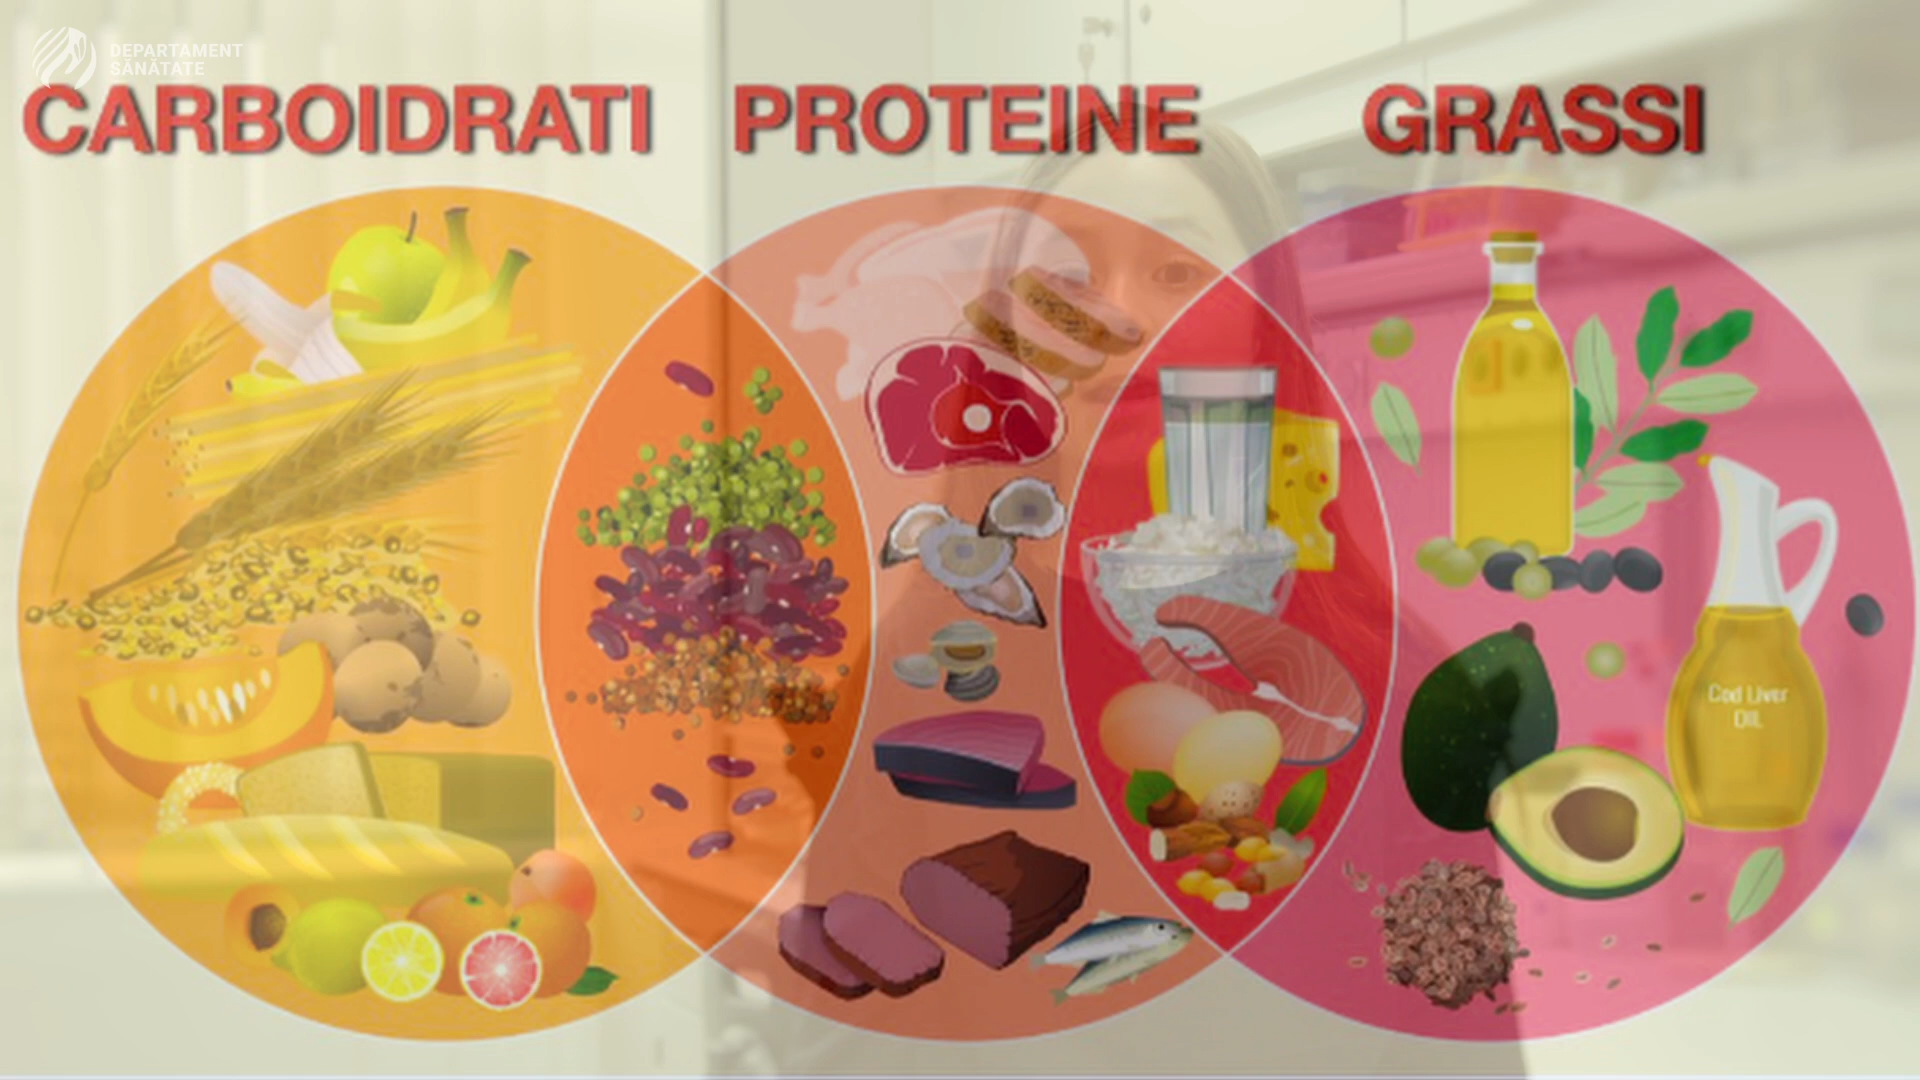 DEPARTAMENT
SĂNĂTATE
CARBOIDRATI PROTEINE GRASSI
Cod Liver
OIL